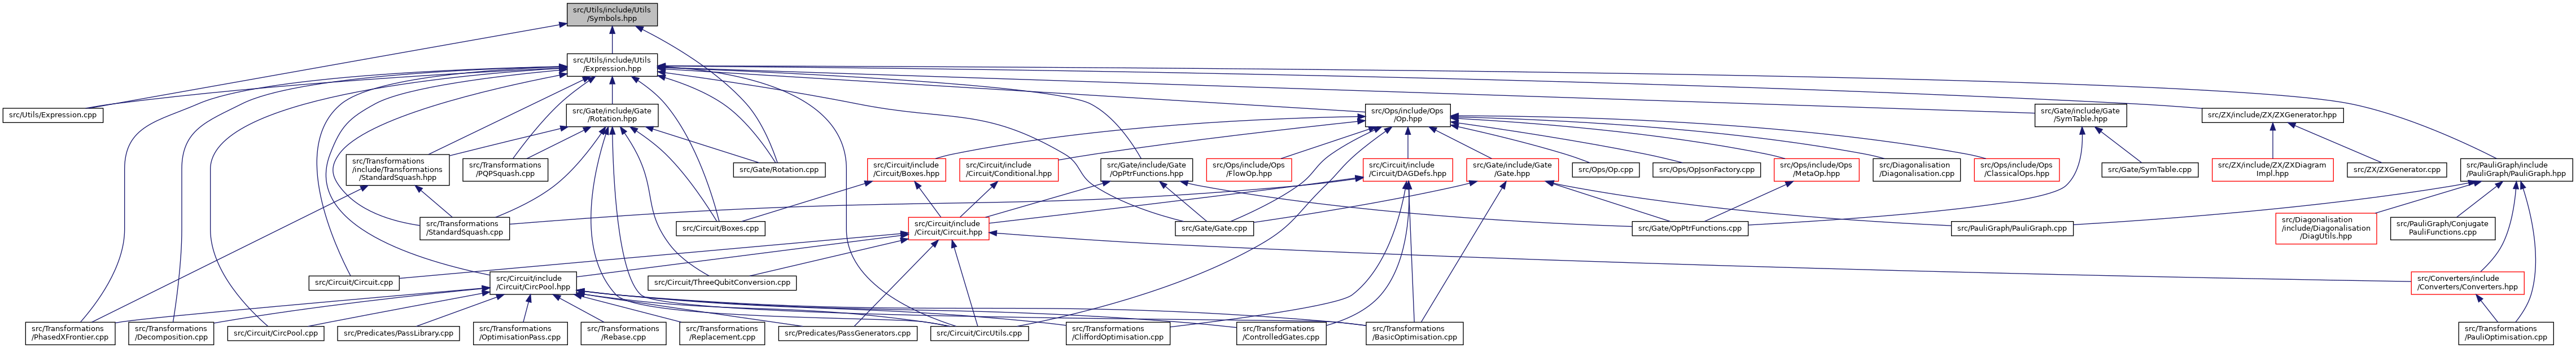 src/Utils/include/Utils
/Symbols.hpp
src/Utils/include/Utils
/Expression.hpp
src/Utils/Expression.cpp
src/Gate/include/Gate
/Rotation.hpp
src/Ops/include/Ops
/Op.hpp
src/Gate/include/Gate
/SymTable.hpp
src/ZX/include/ZX/ZXGenerator.hpp
src/Transformations
/include/Transformations
/StandardSquash.hpp
src/Transformations
/PQPSquash.cpp
src/Gate/Rotation.cpp
src/Circuit/include
/Circuit/Boxes.hpp
src/Circuit/include
/Circuit/Conditional.hpp
src/Gate/include/Gate
/OpPtrFunctions.hpp
src/Ops/include/Ops
/FlowOp.hpp
src/Circuit/include
/Circuit/DAGDefs.hpp
src/Gate/include/Gate
/Gate.hpp
src/Ops/Op.cpp
src/Ops/OpJsonFactory.cpp
src/Ops/include/Ops
/MetaOp.hpp
src/Diagonalisation
/Diagonalisation.cpp
src/Ops/include/Ops
/ClassicalOps.hpp
src/Gate/SymTable.cpp
src/ZX/include/ZX/ZXDiagram
Impl.hpp
src/ZX/ZXGenerator.cpp
src/PauliGraph/include
/PauliGraph/PauliGraph.hpp
src/Transformations
/StandardSquash.cpp
src/Circuit/Boxes.cpp
src/Circuit/include
/Circuit/Circuit.hpp
src/Gate/Gate.cpp
src/Gate/OpPtrFunctions.cpp
src/PauliGraph/PauliGraph.cpp
src/Diagonalisation
/include/Diagonalisation
/DiagUtils.hpp
src/PauliGraph/Conjugate
PauliFunctions.cpp
src/Circuit/Circuit.cpp
src/Circuit/include
/Circuit/CircPool.hpp
src/Circuit/ThreeQubitConversion.cpp
src/Converters/include
/Converters/Converters.hpp
src/Transformations
/PhasedXFrontier.cpp
src/Transformations
/Decomposition.cpp
src/Circuit/CircPool.cpp
src/Predicates/PassLibrary.cpp
src/Transformations
/OptimisationPass.cpp
src/Transformations
/Rebase.cpp
src/Transformations
/Replacement.cpp
src/Predicates/PassGenerators.cpp
src/Circuit/CircUtils.cpp
src/Transformations
/CliffordOptimisation.cpp
src/Transformations
/ControlledGates.cpp
src/Transformations
/BasicOptimisation.cpp
src/Transformations
/PauliOptimisation.cpp